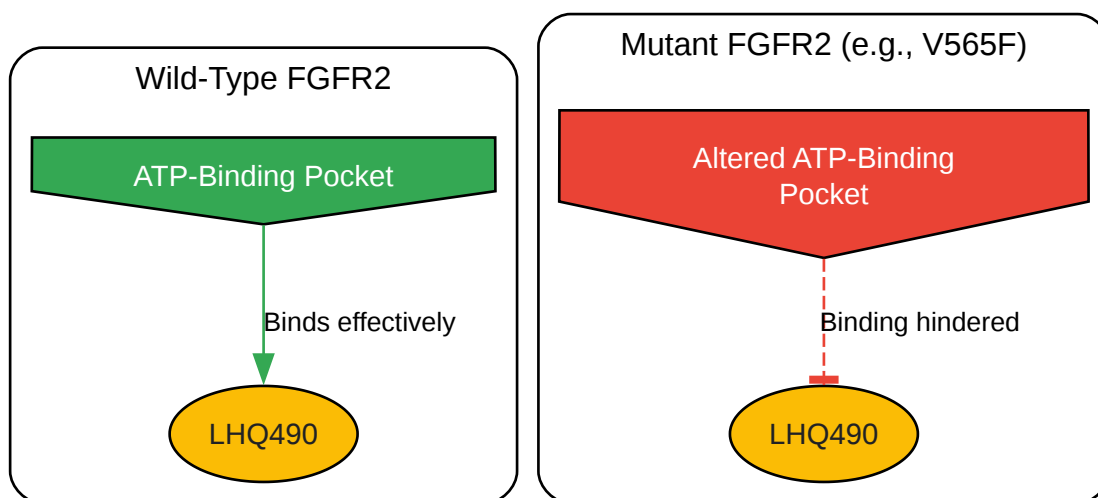 Wild-Type FGFR2
ATP-Binding Pocket
Binds effectively
LHQ490
Mutant FGFR2 (e.g., V565F)
Altered ATP-Binding
Pocket
Binding hindered
LHQ490